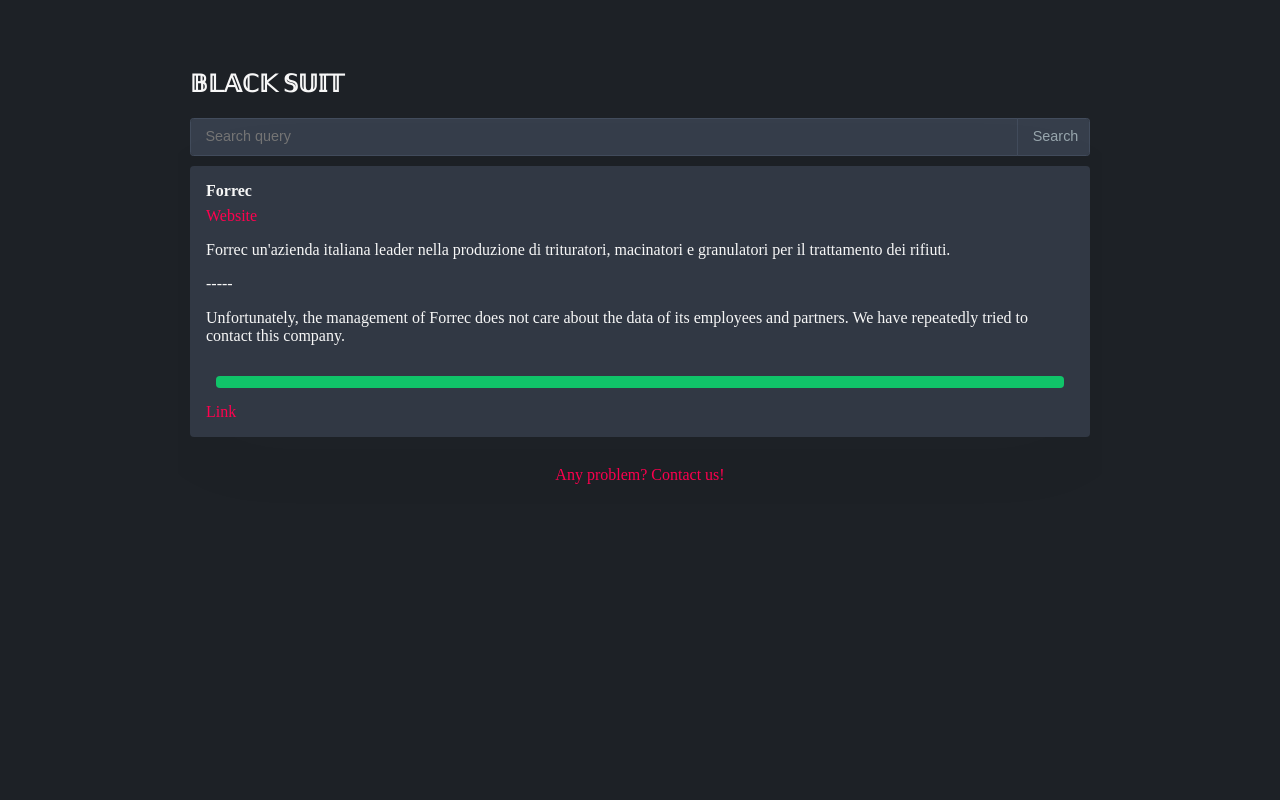 BLACK SUIT
Search query
Search
Forrec
Website
Forrec un'azienda italiana leader nella produzione di trituratori, macinatori e granulatori per il trattamento dei rifiuti.
-----
Unfortunately, the management of Forrec does not care about the data of its employees and partners. We have repeatedly tried to
contact this company.
Link
Any problem? Contact us!